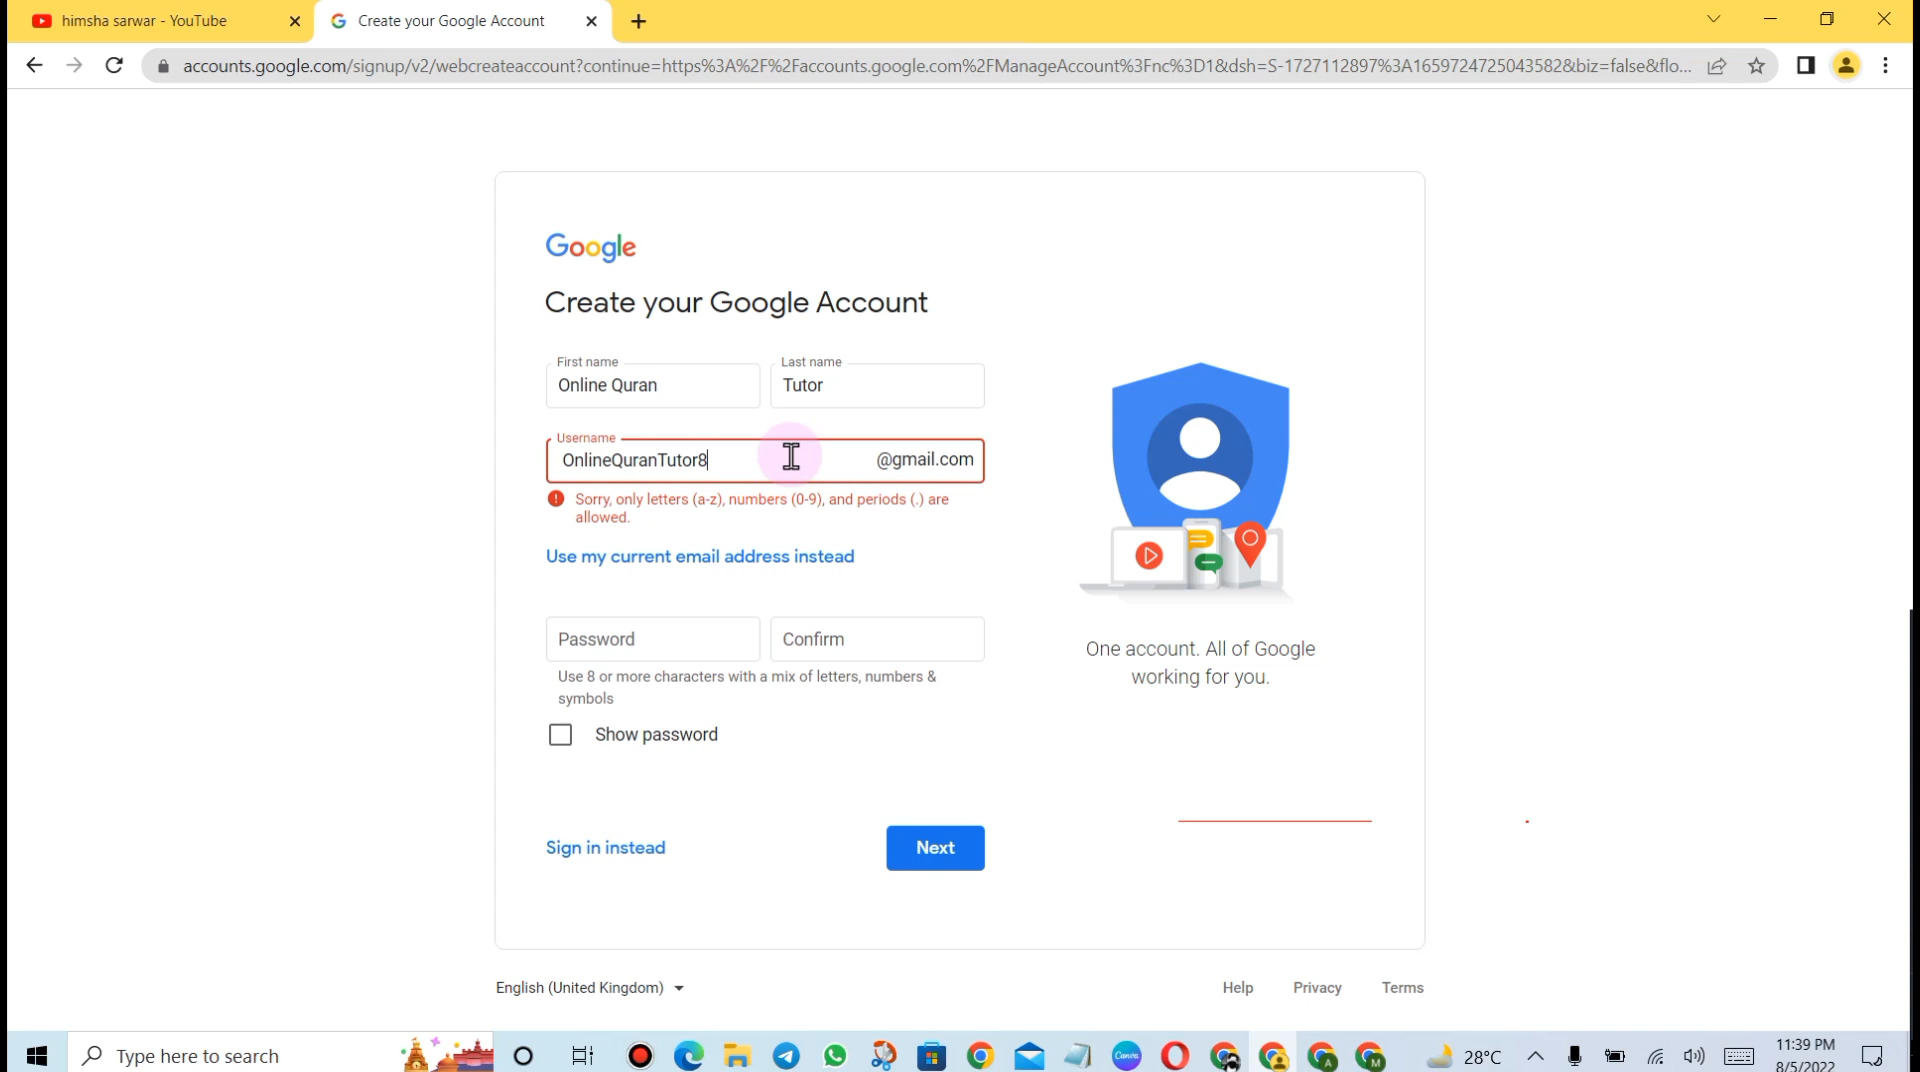 himsha sarwar - YouTube
Create your Google Account
accounts.google.com/signup/v2/webcreateaccount?continue=https%3A%2F%2Faccounts.google.com%2FManageAccount%3Fnc%3D1&dsh=S-1727112897%3A1659724725043582&biz=false&flo...
Google
Create your Google Account
First name
Last name
Online Quran
Tutor
Username
OnlineQuranTutor8
@gmail.com
Sorry, only letters (a-z), numbers (0-9), and periods (.) are
allowed.
Use my current email address instead
Password
Confirm
Use 8 or more characters with a mix of letters, numbers &
symbols
Show password
One account. All of Google
working for you.
Sign in instead
Next
English (United Kingdom)
Help
Privacy
Terms
Type here to search
Canva
A
M
28°C
11:39 PM
8/5/2022